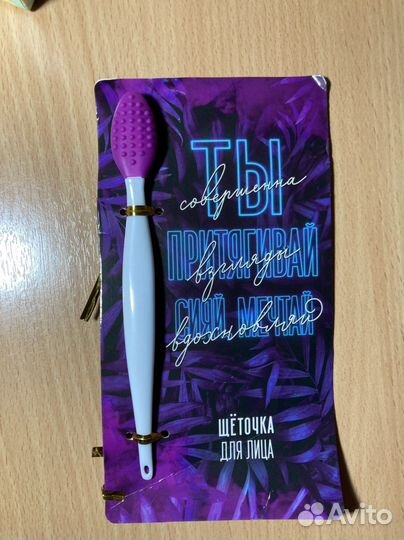 ТЫ
совершенна
ПРИТЯГИВАЙ
взгляды
СИЯЙ МЕЧТАЙ
вдохновляй
ЩЁТОЧКА
ДЛЯ ЛИЦА
Avito